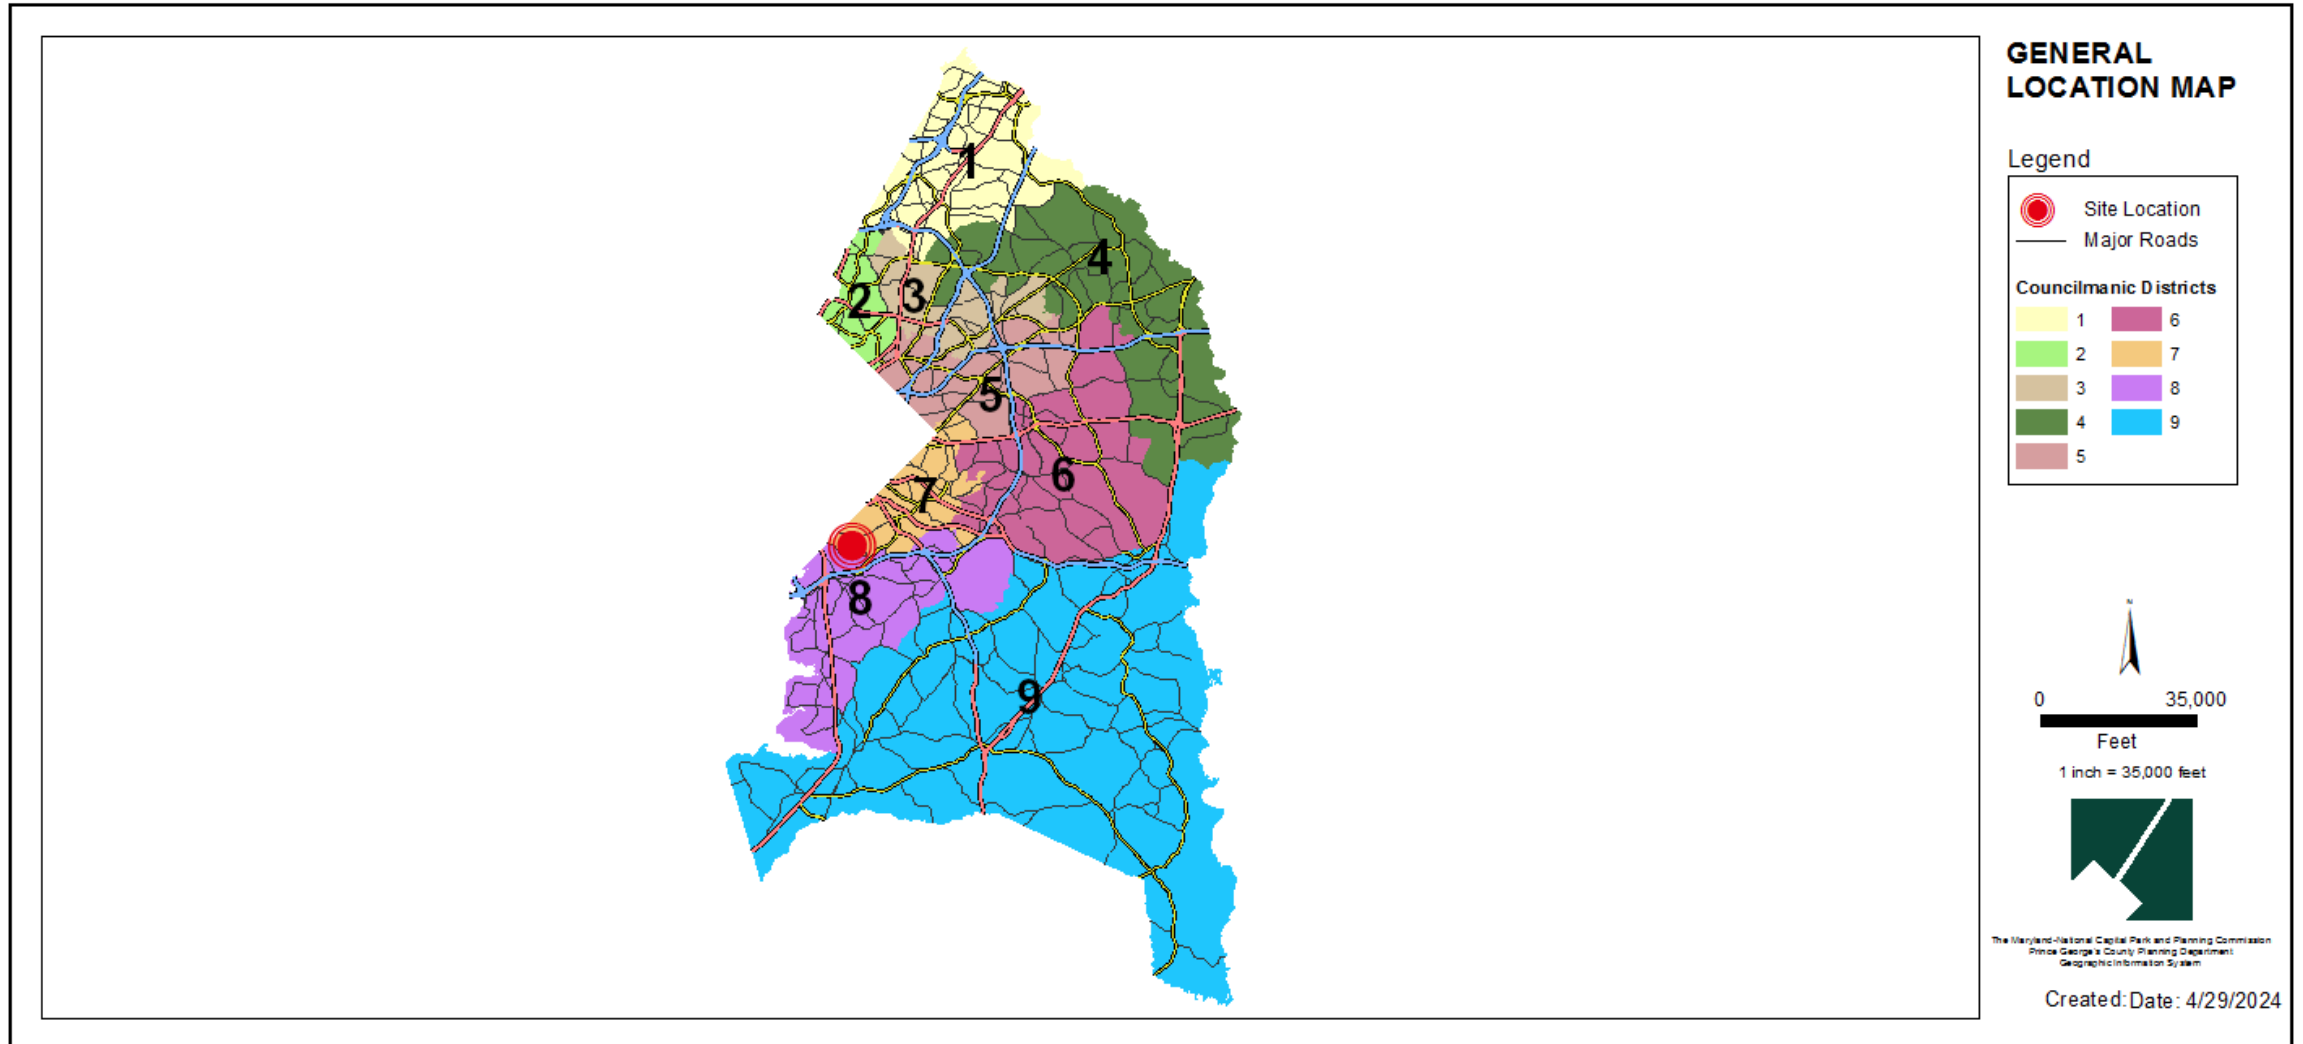 GENERAL
LOCATION MAP
Legend
Site Location
Major Roads
Councilmanic Districts
1 6
2 7
3 8
4 9
5
1
4
2
3
5
6
7
8
9
N
0 35,000
Feet
1 inch = 35,000 feet
The Maryland-National Capital Park and Planning Commission
Prince George's County Planning Department
Geographic Information System
Created: Date: 4/29/2024